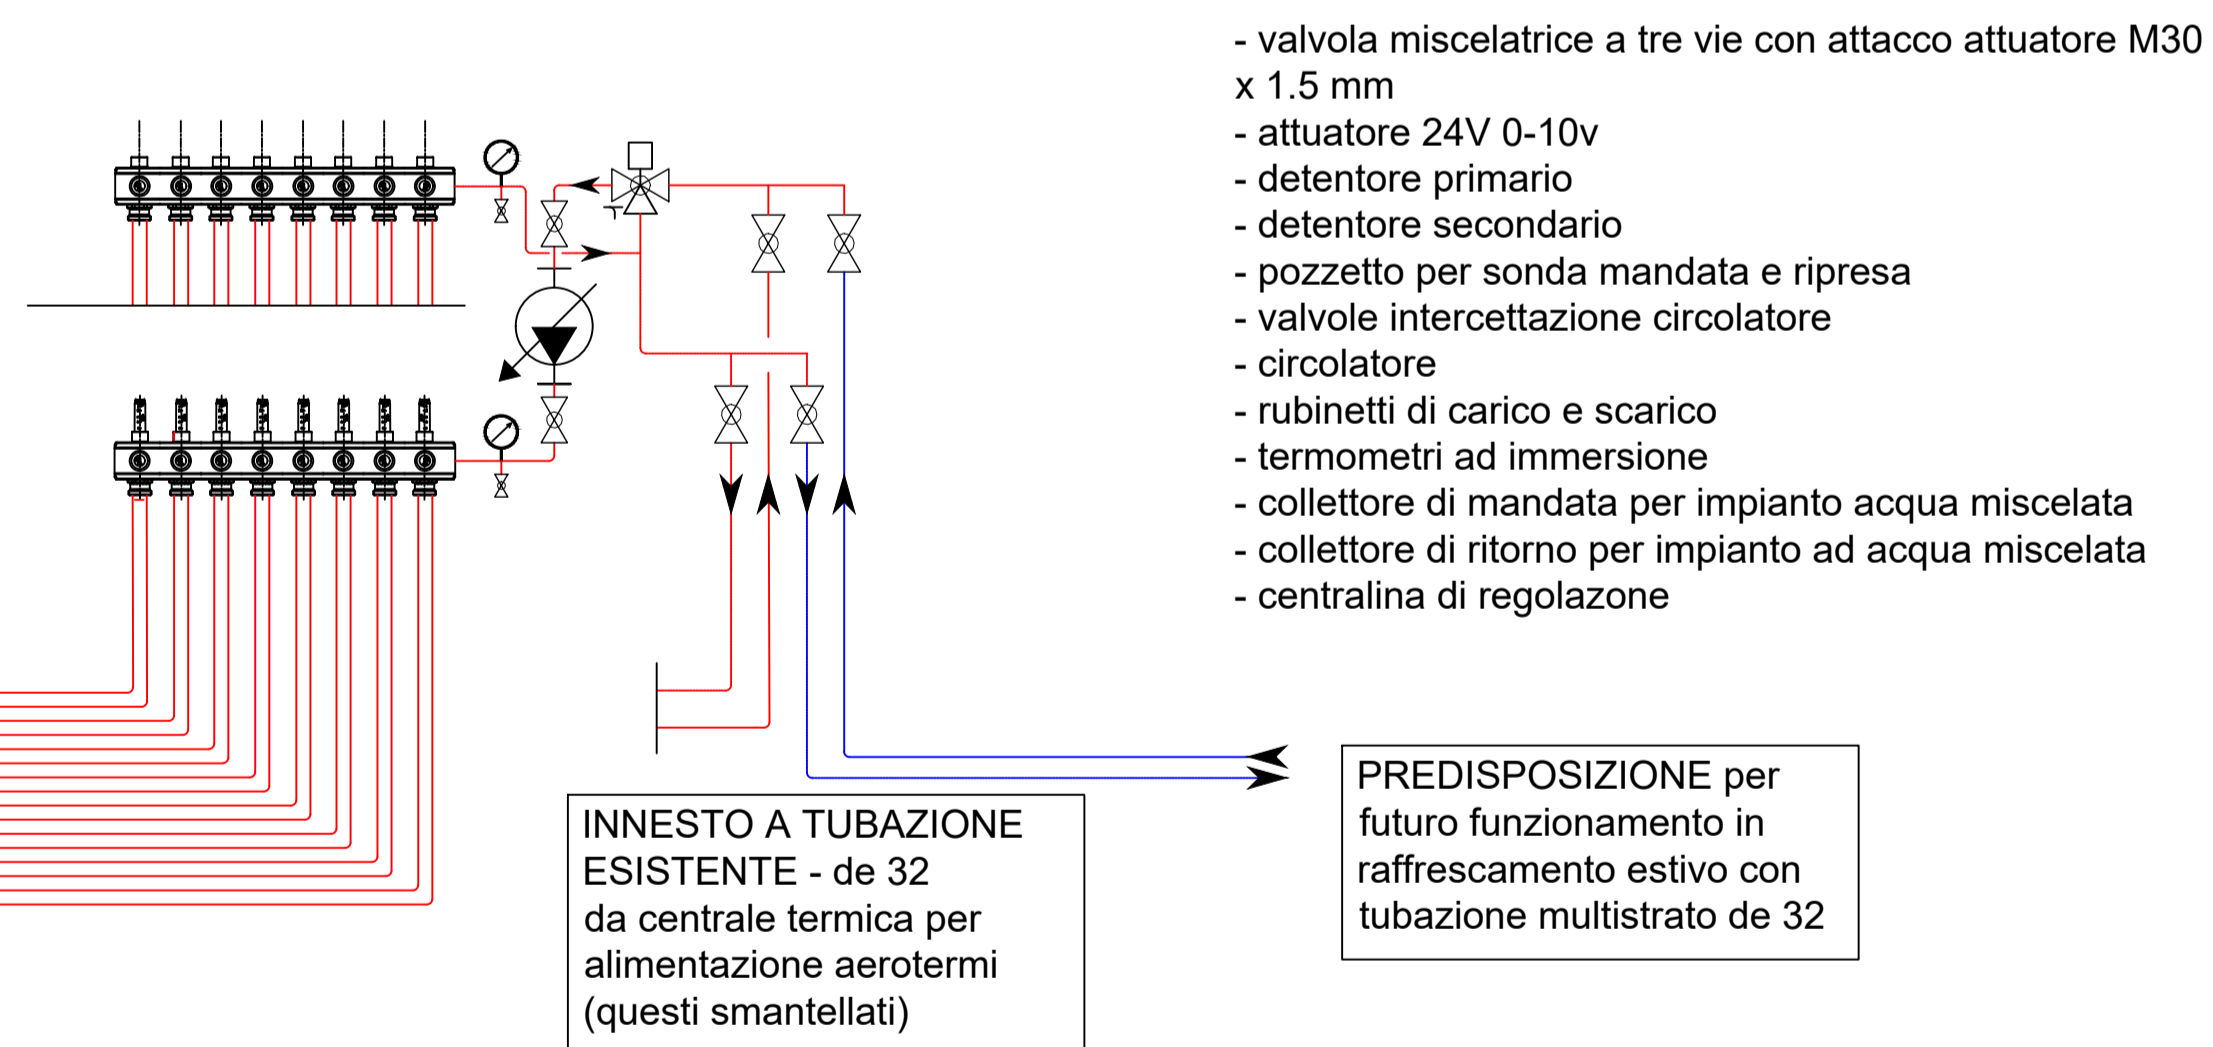 - valvola miscelatrice a tre vie con attacco attuatore M30
x 1.5 mm
- attuatore 24V 0-10v
- detentore primario
- detentore secondario
- pozzetto per sonda mandata e ripresa
- valvole intercettazione circolatore
- circolatore
- rubinetti di carico e scarico
- termometri ad immersione
- collettore di mandata per impianto acqua miscelata
- collettore di ritorno per impianto ad acqua miscelata
- centralina di regolazone
PREDISPOSIZIONE per
futuro funzionamento in
raffrescamento estivo con
tubazione multistrato de 32
INNESTO A TUBAZIONE
ESISTENTE - de 32
da centrale termica per
alimentazione aerotermi
(questi smantellati)